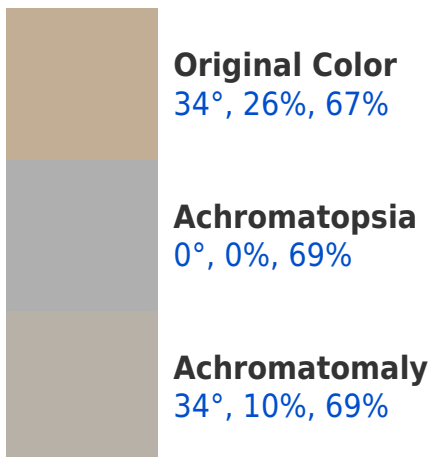 Original Color
34°, 26%, 67%
Achromatopsia
0°, 0%, 69%
Achromatomaly
34°, 10%, 69%